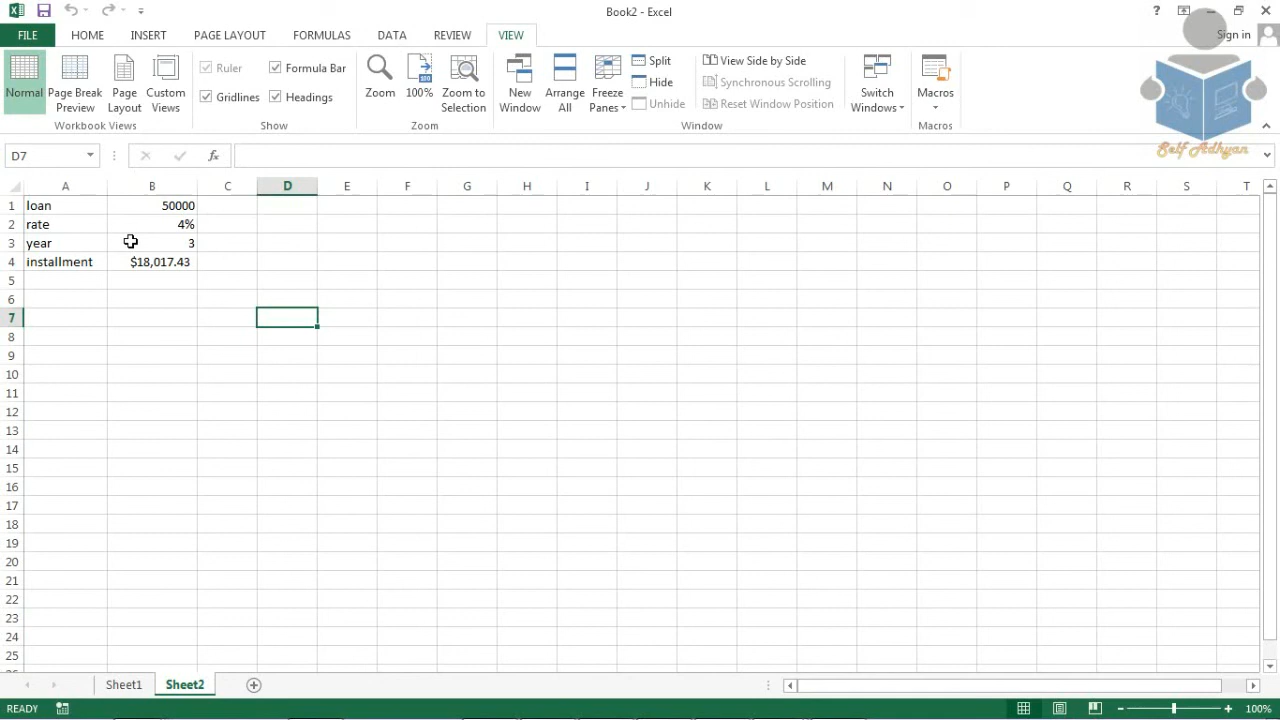 Book2 - Excel
?
Sign in
FILE
HOME
INSERT
PAGE LAYOUT
FORMULAS
DATA
REVIEW
VIEW
Normal
Page Break
Preview
Page
Layout
Custom
Views
Workbook Views
Ruler
Formula Bar
Gridlines
Headings
Show
Zoom
100%
Zoom to
Selection
Zoom
New
Window
Arrange
All
Freeze
Panes
Split
Hide
Unhide
View Side by Side
Synchronous Scrolling
Reset Window Position
Window
Switch
Windows
Macros
Macros
Self Adhyan
D7
fx
A B C D E F G H I J K L M N O P Q R S T
1 loan 50000
2 rate 4%
3 year 3
4 installment $18,017.43
5
6
7
8
9
10
11
12
13
14
15
16
17
18
19
20
21
22
23
24
25
Sheet1
Sheet2
READY
100%